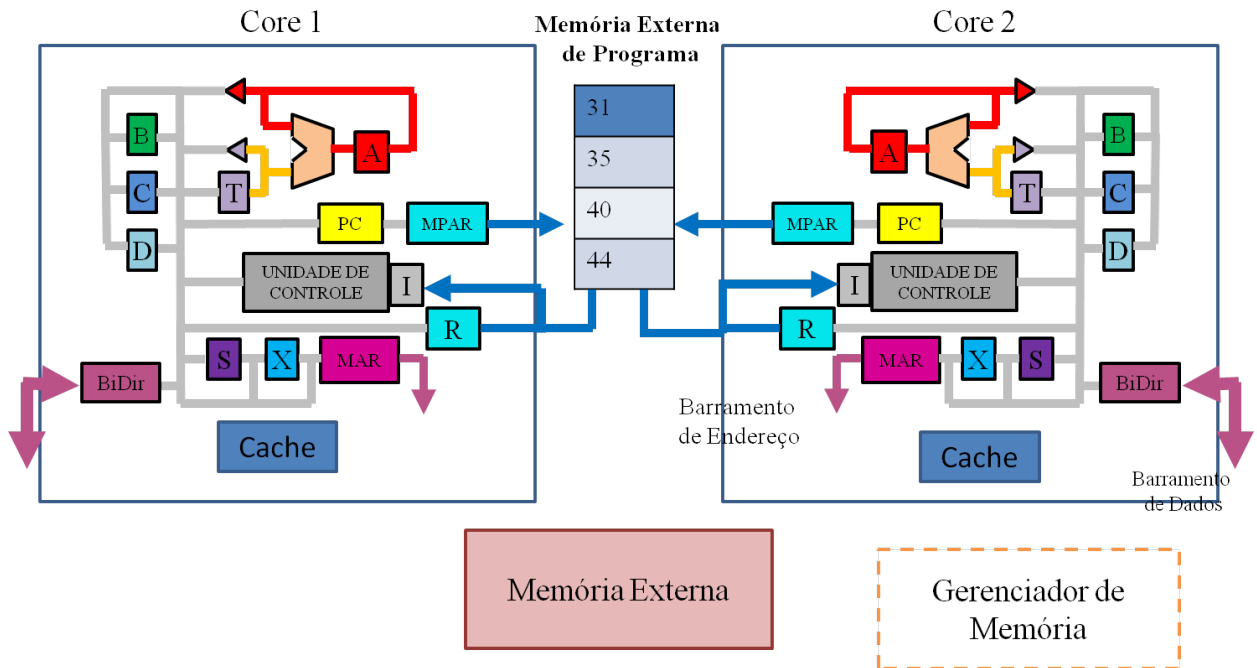 Core 1
Memória Externa
de Programa
Core 2
31
35
40
44
B
C
D
T
A
PC
MPAR
UNIDADE DE
CONTROLE
I
R
S
X
MAR
BiDir
Cache
A
B
T
C
D
MPAR
PC
I
UNIDADE DE
CONTROLE
R
MAR
X
S
BiDir
Barramento
de Endereço
Cache
Barramento
de Dados
Memória Externa
Gerenciador de
Memória